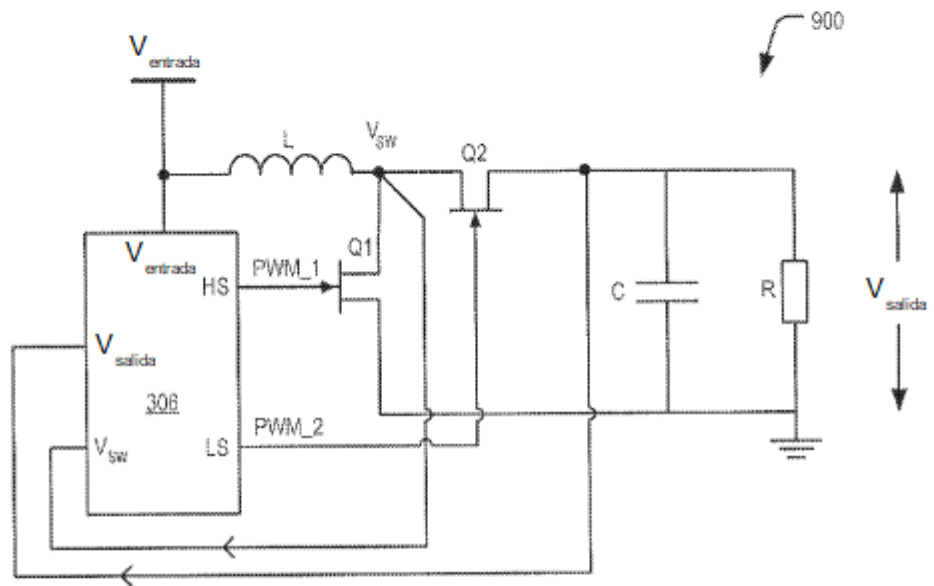 900
V entrada
L
V SW
Q2
V entrada
HS
PWM_1
Q1
C
R
V salida
V salida
306
V SW
LS
PWM_2